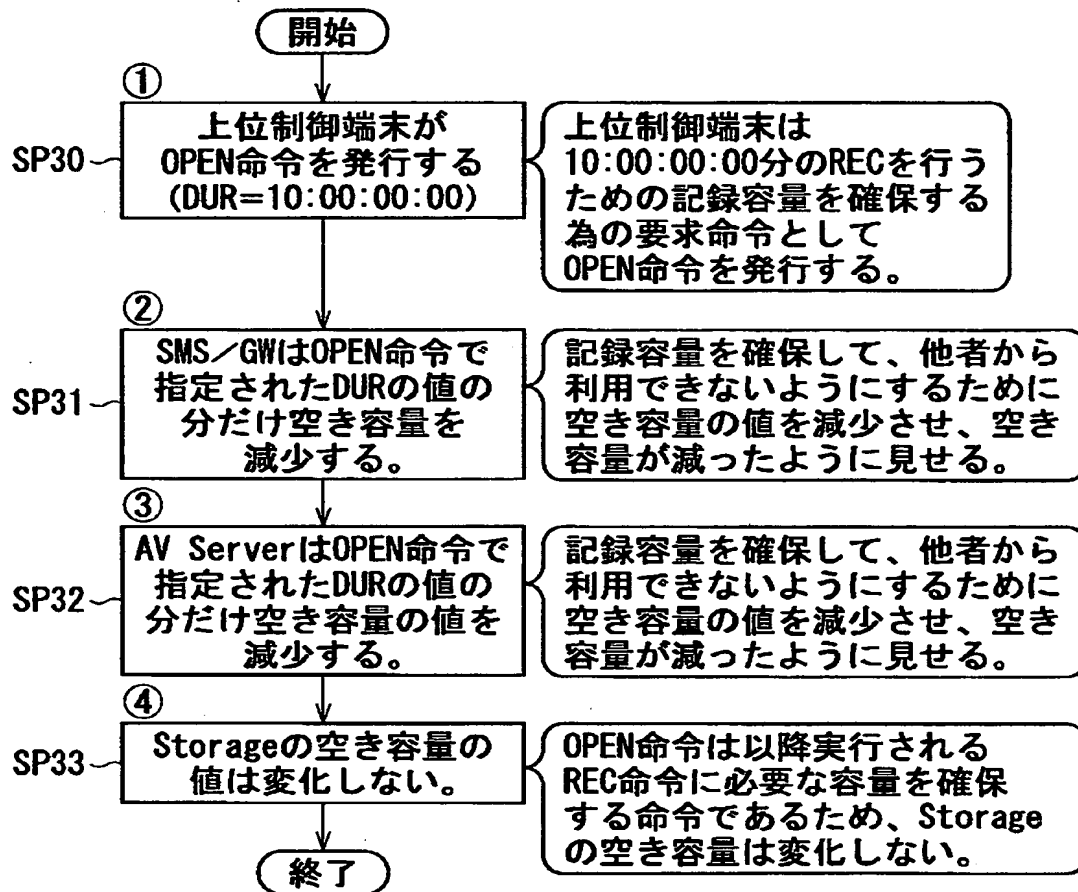 開始
①
SP30
上位制御端末が
OPEN命令を発行する
(DUR=10:00:00:00)
上位制御端末は
10:00:00:00分のRECを行う
ための記録容量を確保する
為の要求命令として
OPEN命令を発行する。
②
SP31
SMS/GWはOPEN命令で
指定されたDURの値の
分だけ空き容量を
減少する。
記録容量を確保して、他者から
利用できないようにするために
空き容量の値を減少させ、空き
容量が減ったように見せる。
③
SP32
AV ServerはOPEN命令で
指定されたDURの値の
分だけ空き容量の値を
減少する。
記録容量を確保して、他者から
利用できないようにするために
空き容量の値を減少させ、空き
容量が減ったように見せる。
④
SP33
Storageの空き容量の
値は変化しない。
OPEN命令は以降実行される
REC命令に必要な容量を確保
する命令であるため、Storage
の空き容量は変化しない。
終了